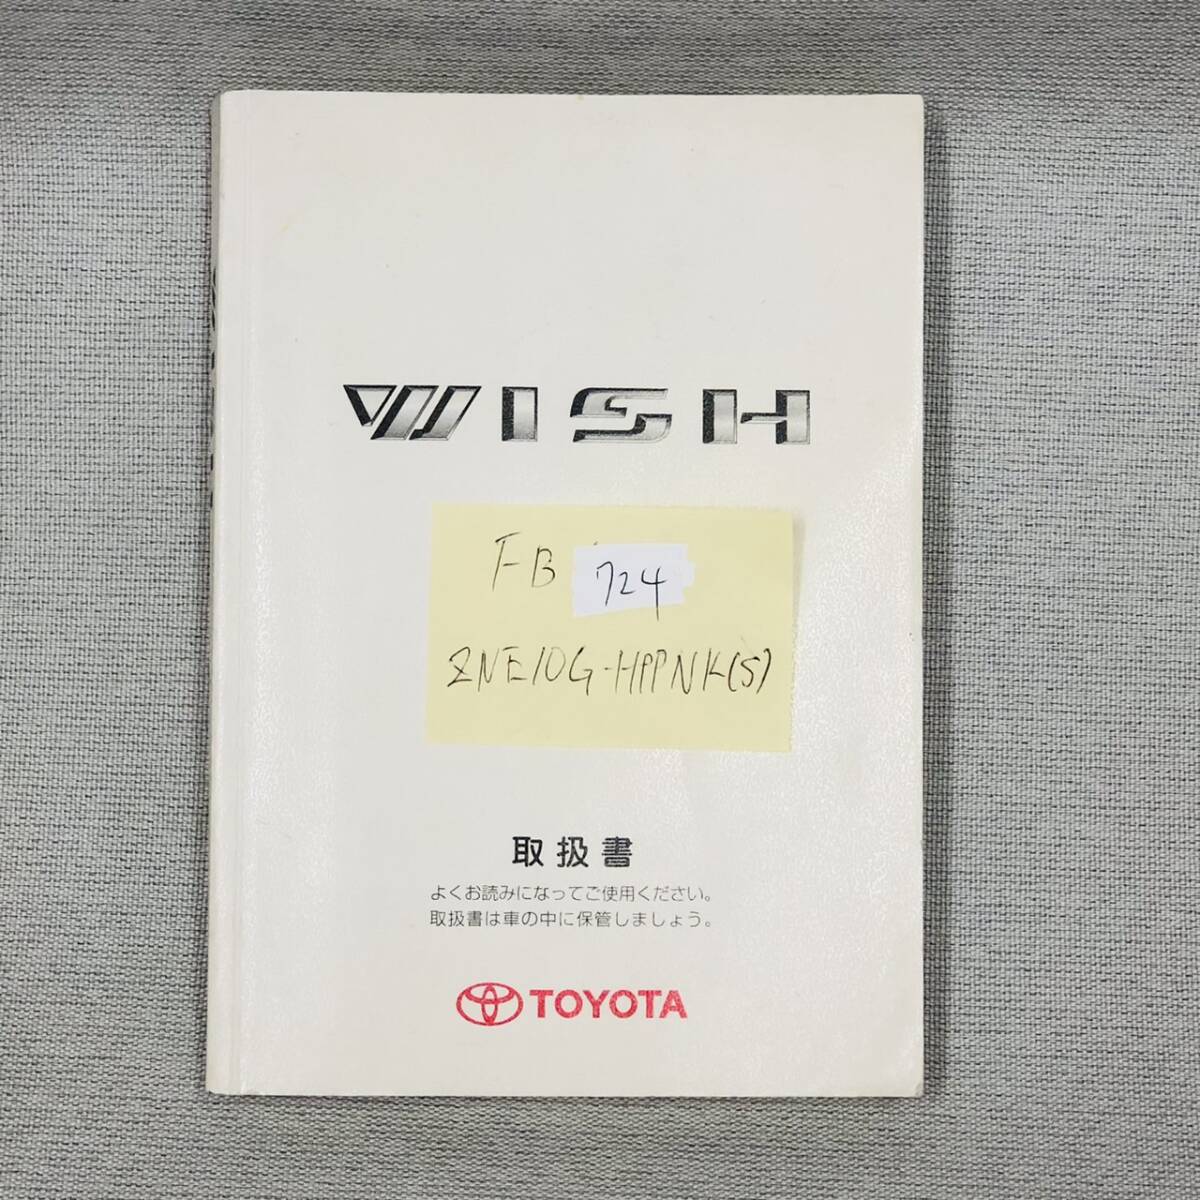 WISH
FB 724
ZNE10G-HPPNK(S)
取扱書
よくお読みになってご使用ください。
取扱書は車の中に保管しましょう。
TOYOTA